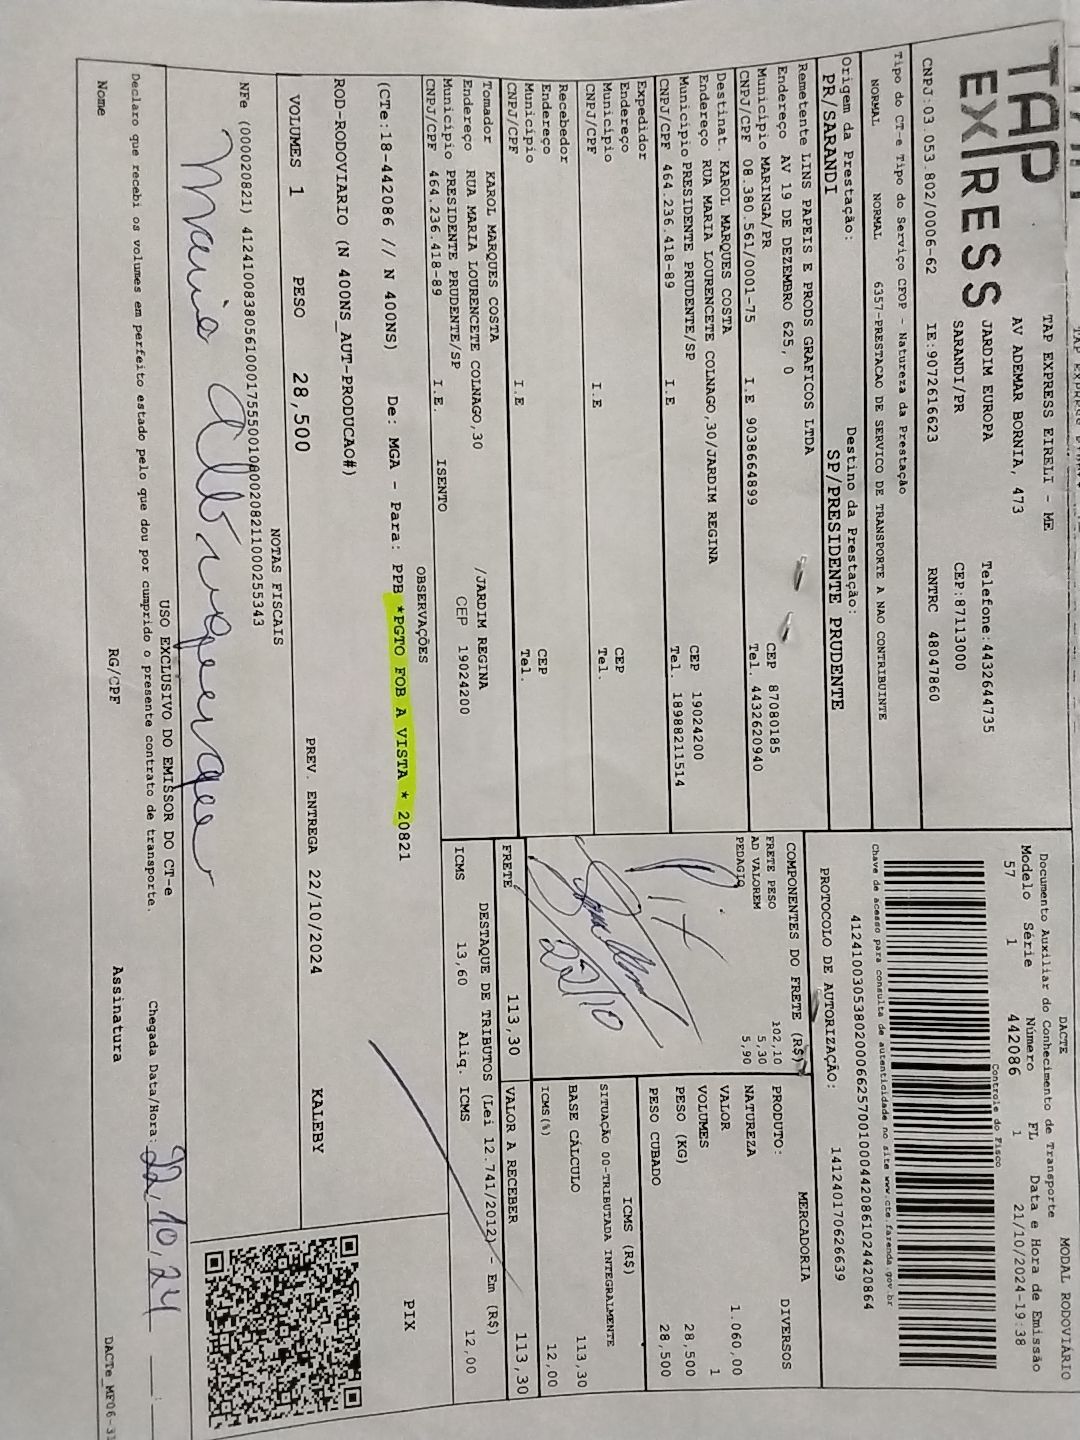 TAP
EXPRESS
TAP EXPRESS EIRELI - ME
AV ADEMAR BORNIA, 473
JARDIM EUROPA
SARANDI/PR
Telefone:4432644735
CEP:87113000
CNPJ:03.053.802/0006-62
IE:9072616623
RNTRC 48047860
DACTE
MODAL RODOVIÁRIO
Documento Auxiliar do Conhecimento de Transporte
Modelo Série Número FL Data e Hora de Emissão
57 1 442086 1 21/10/2024-19:38
Controle do Fisco
Chave de acesso para consulta de autenticidade no site www.cte.fazenda.gov.br
41241003053802000662570010004420861024420864
PROTOCOLO DE AUTORIZAÇÃO: 141240170626639
Tipo do CT-e Tipo do Serviço CFOP - Natureza da Prestação
NORMAL NORMAL 6357-PRESTACAO DE SERVICO DE TRANSPORTE A NAO CONTRIBUINTE
Origem da Prestação: Destino da Prestação:
PR/SARANDI SP/PRESIDENTE PRUDENTE
Remetente LINS PAPEIS E PRODS GRAFICOS LTDA
Endereço AV 19 DE DEZEMBRO 625, 0
Município MARINGA/PR CEP 87080185
CNPJ/CPF 08.380.561/0001-75 I.E 9038664899 Tel. 4432620940
Destinat. KAROL MARQUES COSTA
Endereço RUA MARIA LOURENCETE COLNAGO,30/JARDIM REGINA
Município PRESIDENTE PRUDENTE/SP CEP 19024200
CNPJ/CPF 464.236.418-89 I.E Tel. 18988211514
Expedidor
Endereço
Município CEP
CNPJ/CPF I.E Tel.
Recebedor
Endereço
Município CEP
CNPJ/CPF I.E Tel.
Tomador KAROL MARQUES COSTA
Endereço RUA MARIA LOURENCETE COLNAGO,30 /JARDIM REGINA
Município PRESIDENTE PRUDENTE/SP CEP 19024200
CNPJ/CPF 464.236.418-89 I.E. ISENTO
COMPONENTES DO FRETE (R$)
FRETE PESO 102,10
AD VALOREM 5,30
PEDAGIO 5,90
22/10
FRETE 113,30
MERCADORIA
PRODUTO: DIVERSOS
NATUREZA
VALOR 1.060,00
VOLUMES 1
PESO (KG) 28,500
PESO CUBADO 28,500
ICMS (R$)
SITUAÇÃO 00-TRIBUTADA INTEGRALMENTE
BASE CÁLCULO 113,30
ICMS(%) 12,00
VALOR A RECEBER 113,30
DESTAQUE DE TRIBUTOS (Lei 12.741/2012) - Em (R$)
ICMS 13,60 Aliq. ICMS 12,00
OBSERVAÇÕES
(CTe:18-442086 // N 400NS) De: MGA - Para: PPB *PGTO FOB A VISTA * 20821
ROD-RODOVIARIO (N 400NS_AUT-PRODUCAO#)
PIX
VOLUMES 1 PESO 28,500 PREV. ENTREGA 22/10/2024 KALEBY
NOTAS FISCAIS
NFe (000020821) 41241008380561000175550010800208211000255343
USO EXCLUSIVO DO EMISSOR DO CT-e
Declaro que recebi os volumes em perfeito estado pelo que dou por cumprido o presente contrato de transporte.
Chegada Data/Hora: 22,10,24
Nome RG/CPF Assinatura
DACTe_MF06-31